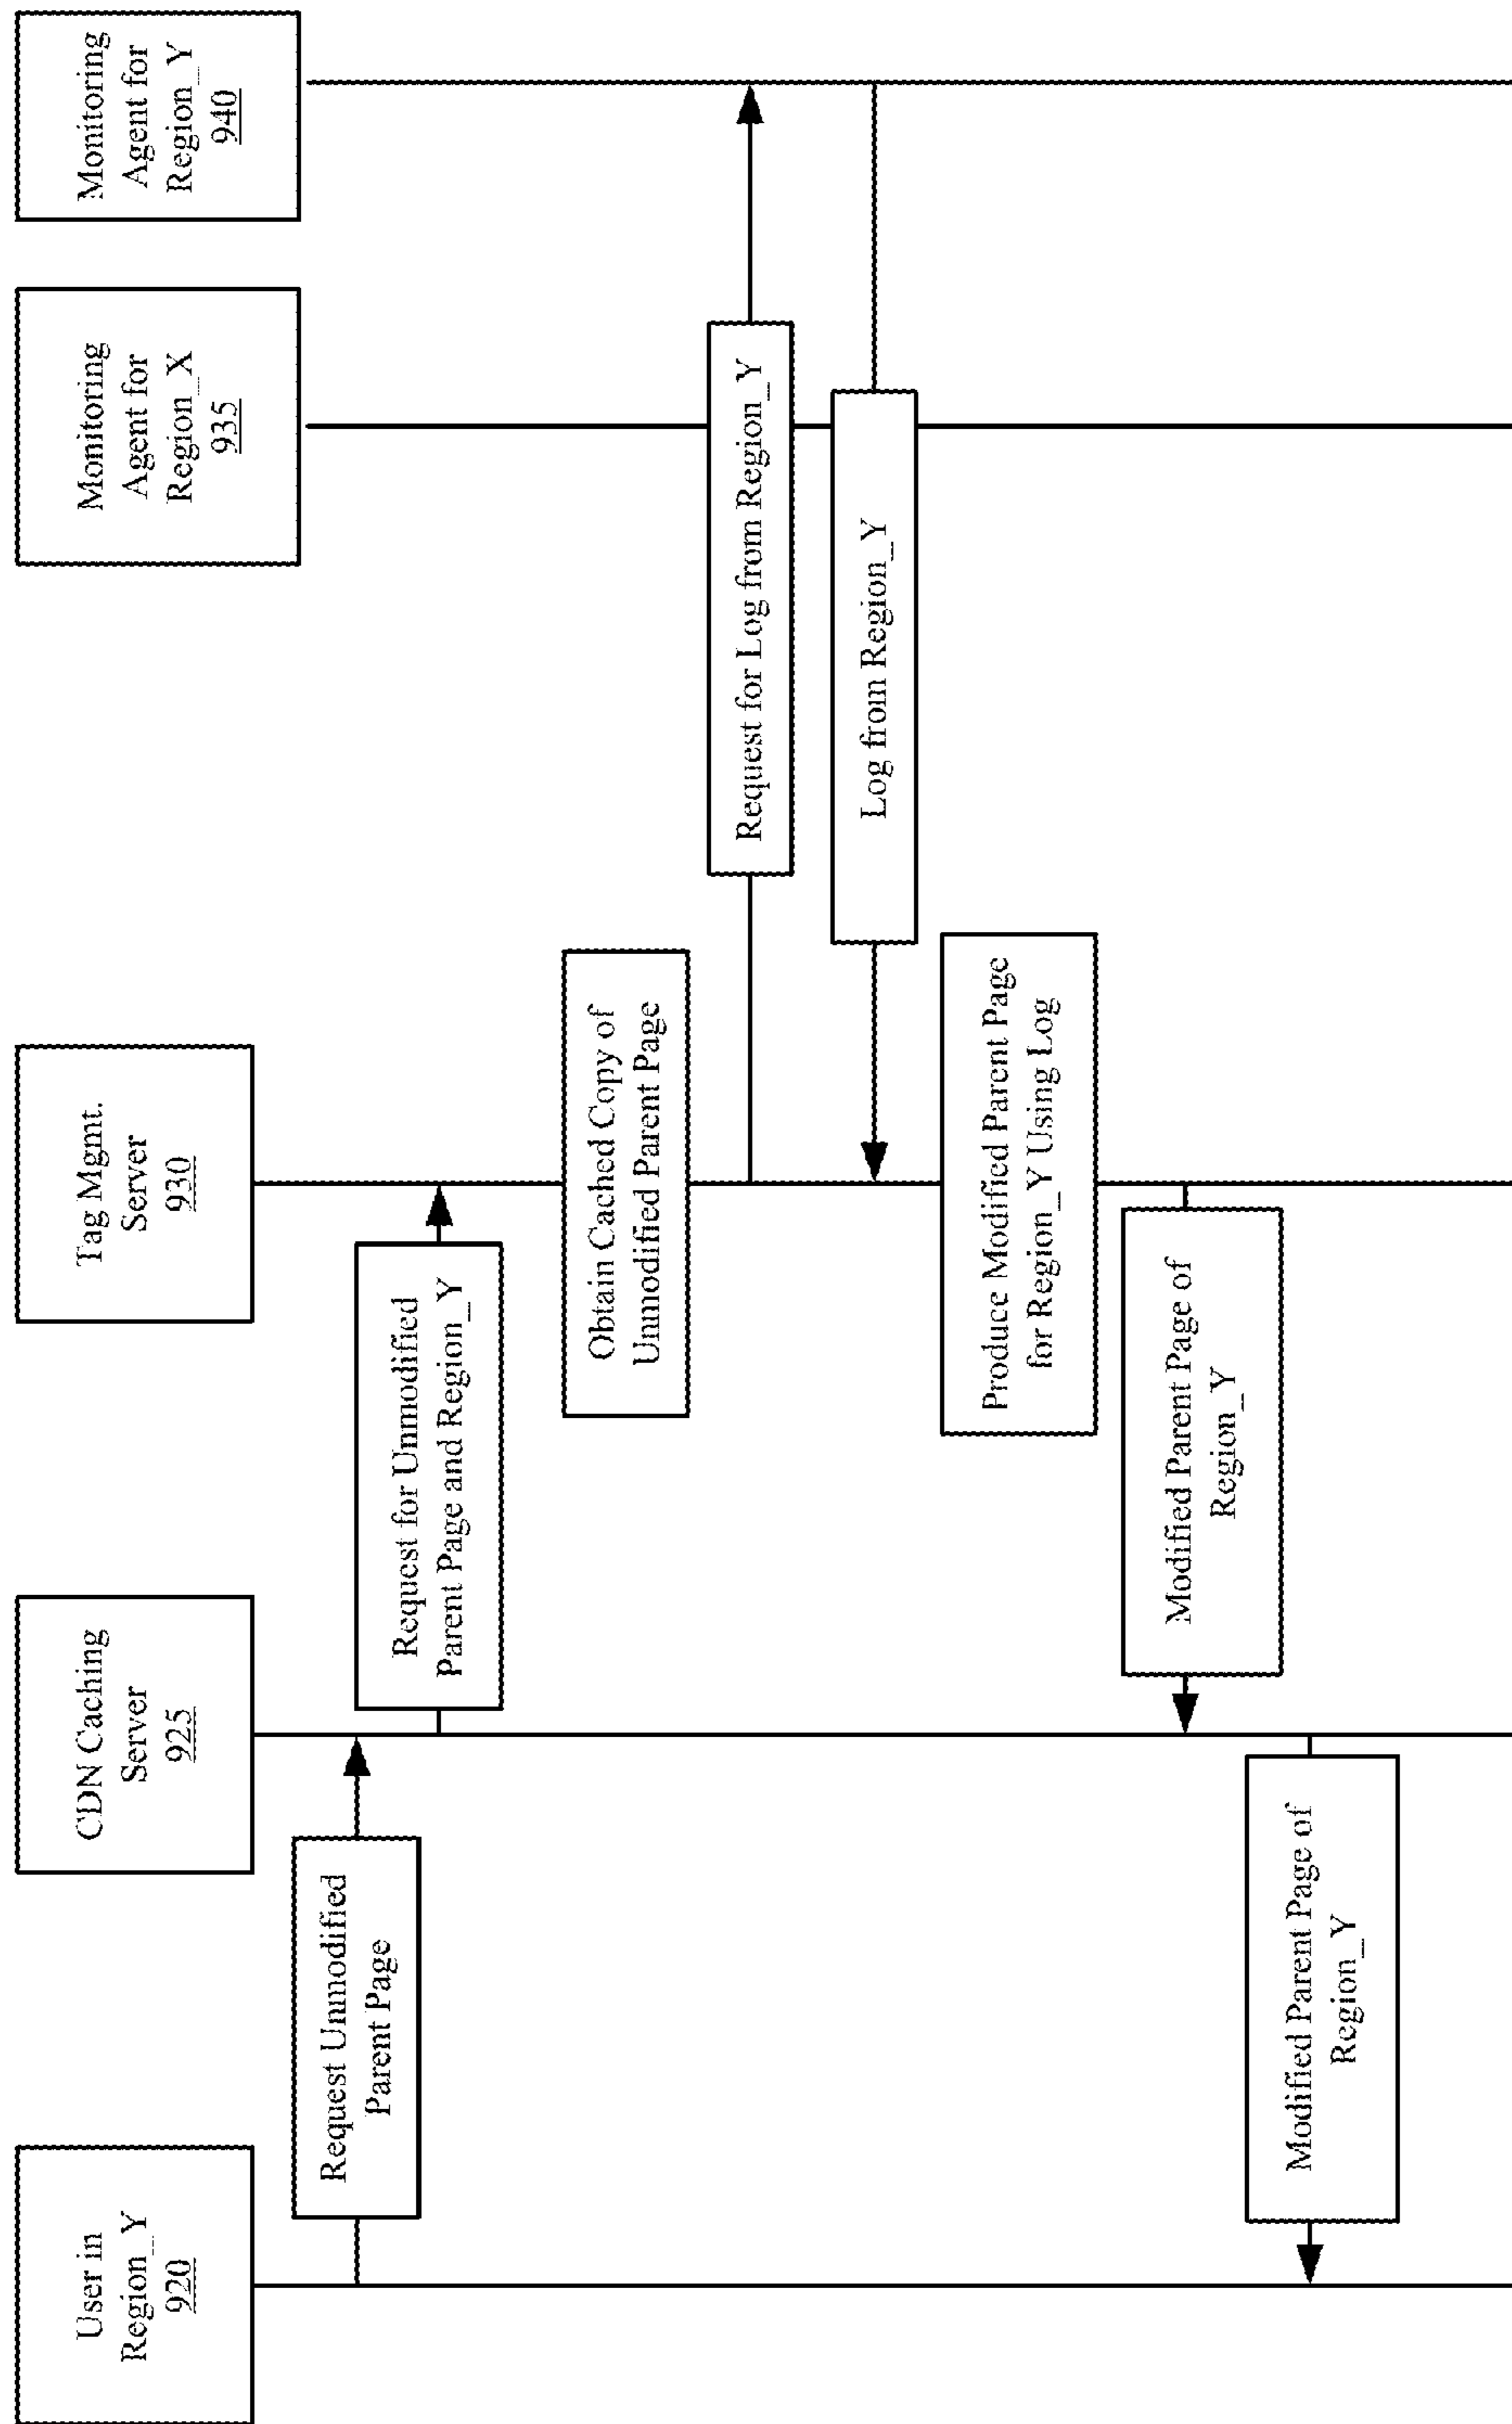 User in
Region_Y
920
CDN Caching
Server
925
Tag Mgmt.
Server
930
Monitoring
Agent for
Region_X
935
Monitoring
Agent for
Region_Y
940
Request Unmodified
Parent Page
Request for Unmodified
Parent Page and Region_Y
Obtain Cached Copy of
Unmodified Parent Page
Request for Log from Region_Y
Log from Region_Y
Produce Modified Parent Page
for Region_Y Using Log
Modified Parent Page of
Region_Y
Modified Parent Page of
Region_Y